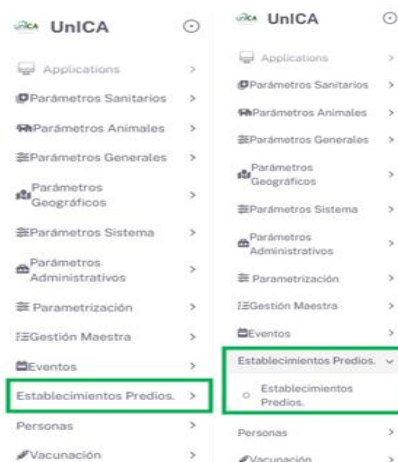 UnICA
Applications
Parámetros Sanitarios
Parámetros Animales
Parámetros Generales
Parámetros
Geográficos
Parámetros Sistema
Parámetros
Administrativos
Parametrización
Gestión Maestra
Eventos
Establecimientos Predios.
Personas
Vacunación
UnICA
Applications
Parámetros Sanitarios
Parámetros Animales
Parámetros Generales
Parámetros
Geográficos
Parámetros Sistema
Parámetros
Administrativos
Parametrización
Gestión Maestra
Eventos
Establecimientos Predios.
Establecimientos
Predios.
Personas
Vacunación